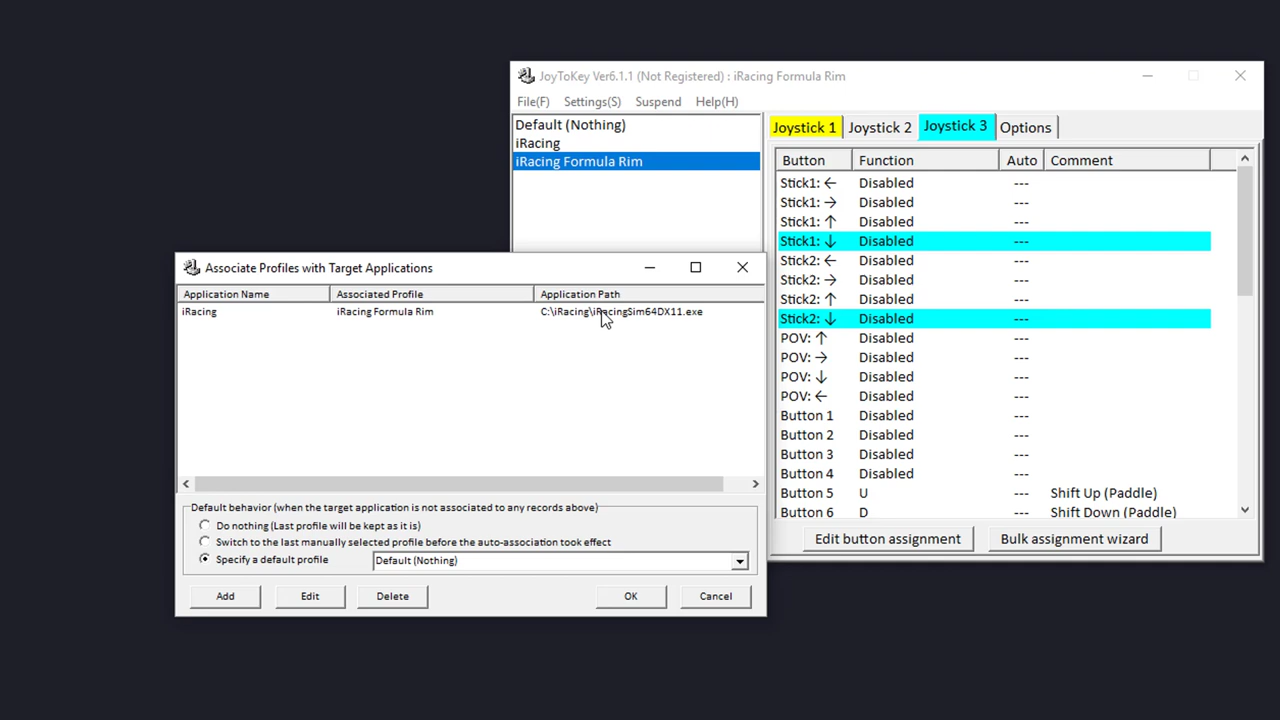 JoyToKey Ver6.1.1 (Not Registered) : iRacing Formula Rim
File(F) Settings(S) Suspend Help(H)
Default (Nothing)
iRacing
iRacing Formula Rim
Joystick 1 Joystick 2 Joystick 3 Options
Button Function Auto Comment
Stick1: ← Disabled ---
Stick1: → Disabled ---
Stick1: ↑ Disabled ---
Stick1: ↓ Disabled ---
Stick2: ← Disabled ---
Stick2: → Disabled ---
Stick2: ↑ Disabled ---
Stick2: ↓ Disabled ---
POV: ↑ Disabled ---
POV: → Disabled ---
POV: ↓ Disabled ---
POV: ← Disabled ---
Button 1 Disabled ---
Button 2 Disabled ---
Button 3 Disabled ---
Button 4 Disabled ---
Button 5 U --- Shift Up (Paddle)
Button 6 D --- Shift Down (Paddle)
Edit button assignment Bulk assignment wizard
Associate Profiles with Target Applications
Application Name Associated Profile Application Path
iRacing iRacing Formula Rim C:\iRacing\iRacingSim64DX11.exe
Default behavior (when the target application is not associated to any records above)
Do nothing (Last profile will be kept as it is)
Switch to the last manually selected profile before the auto-association took effect
Specify a default profile Default (Nothing)
Add Edit Delete OK Cancel